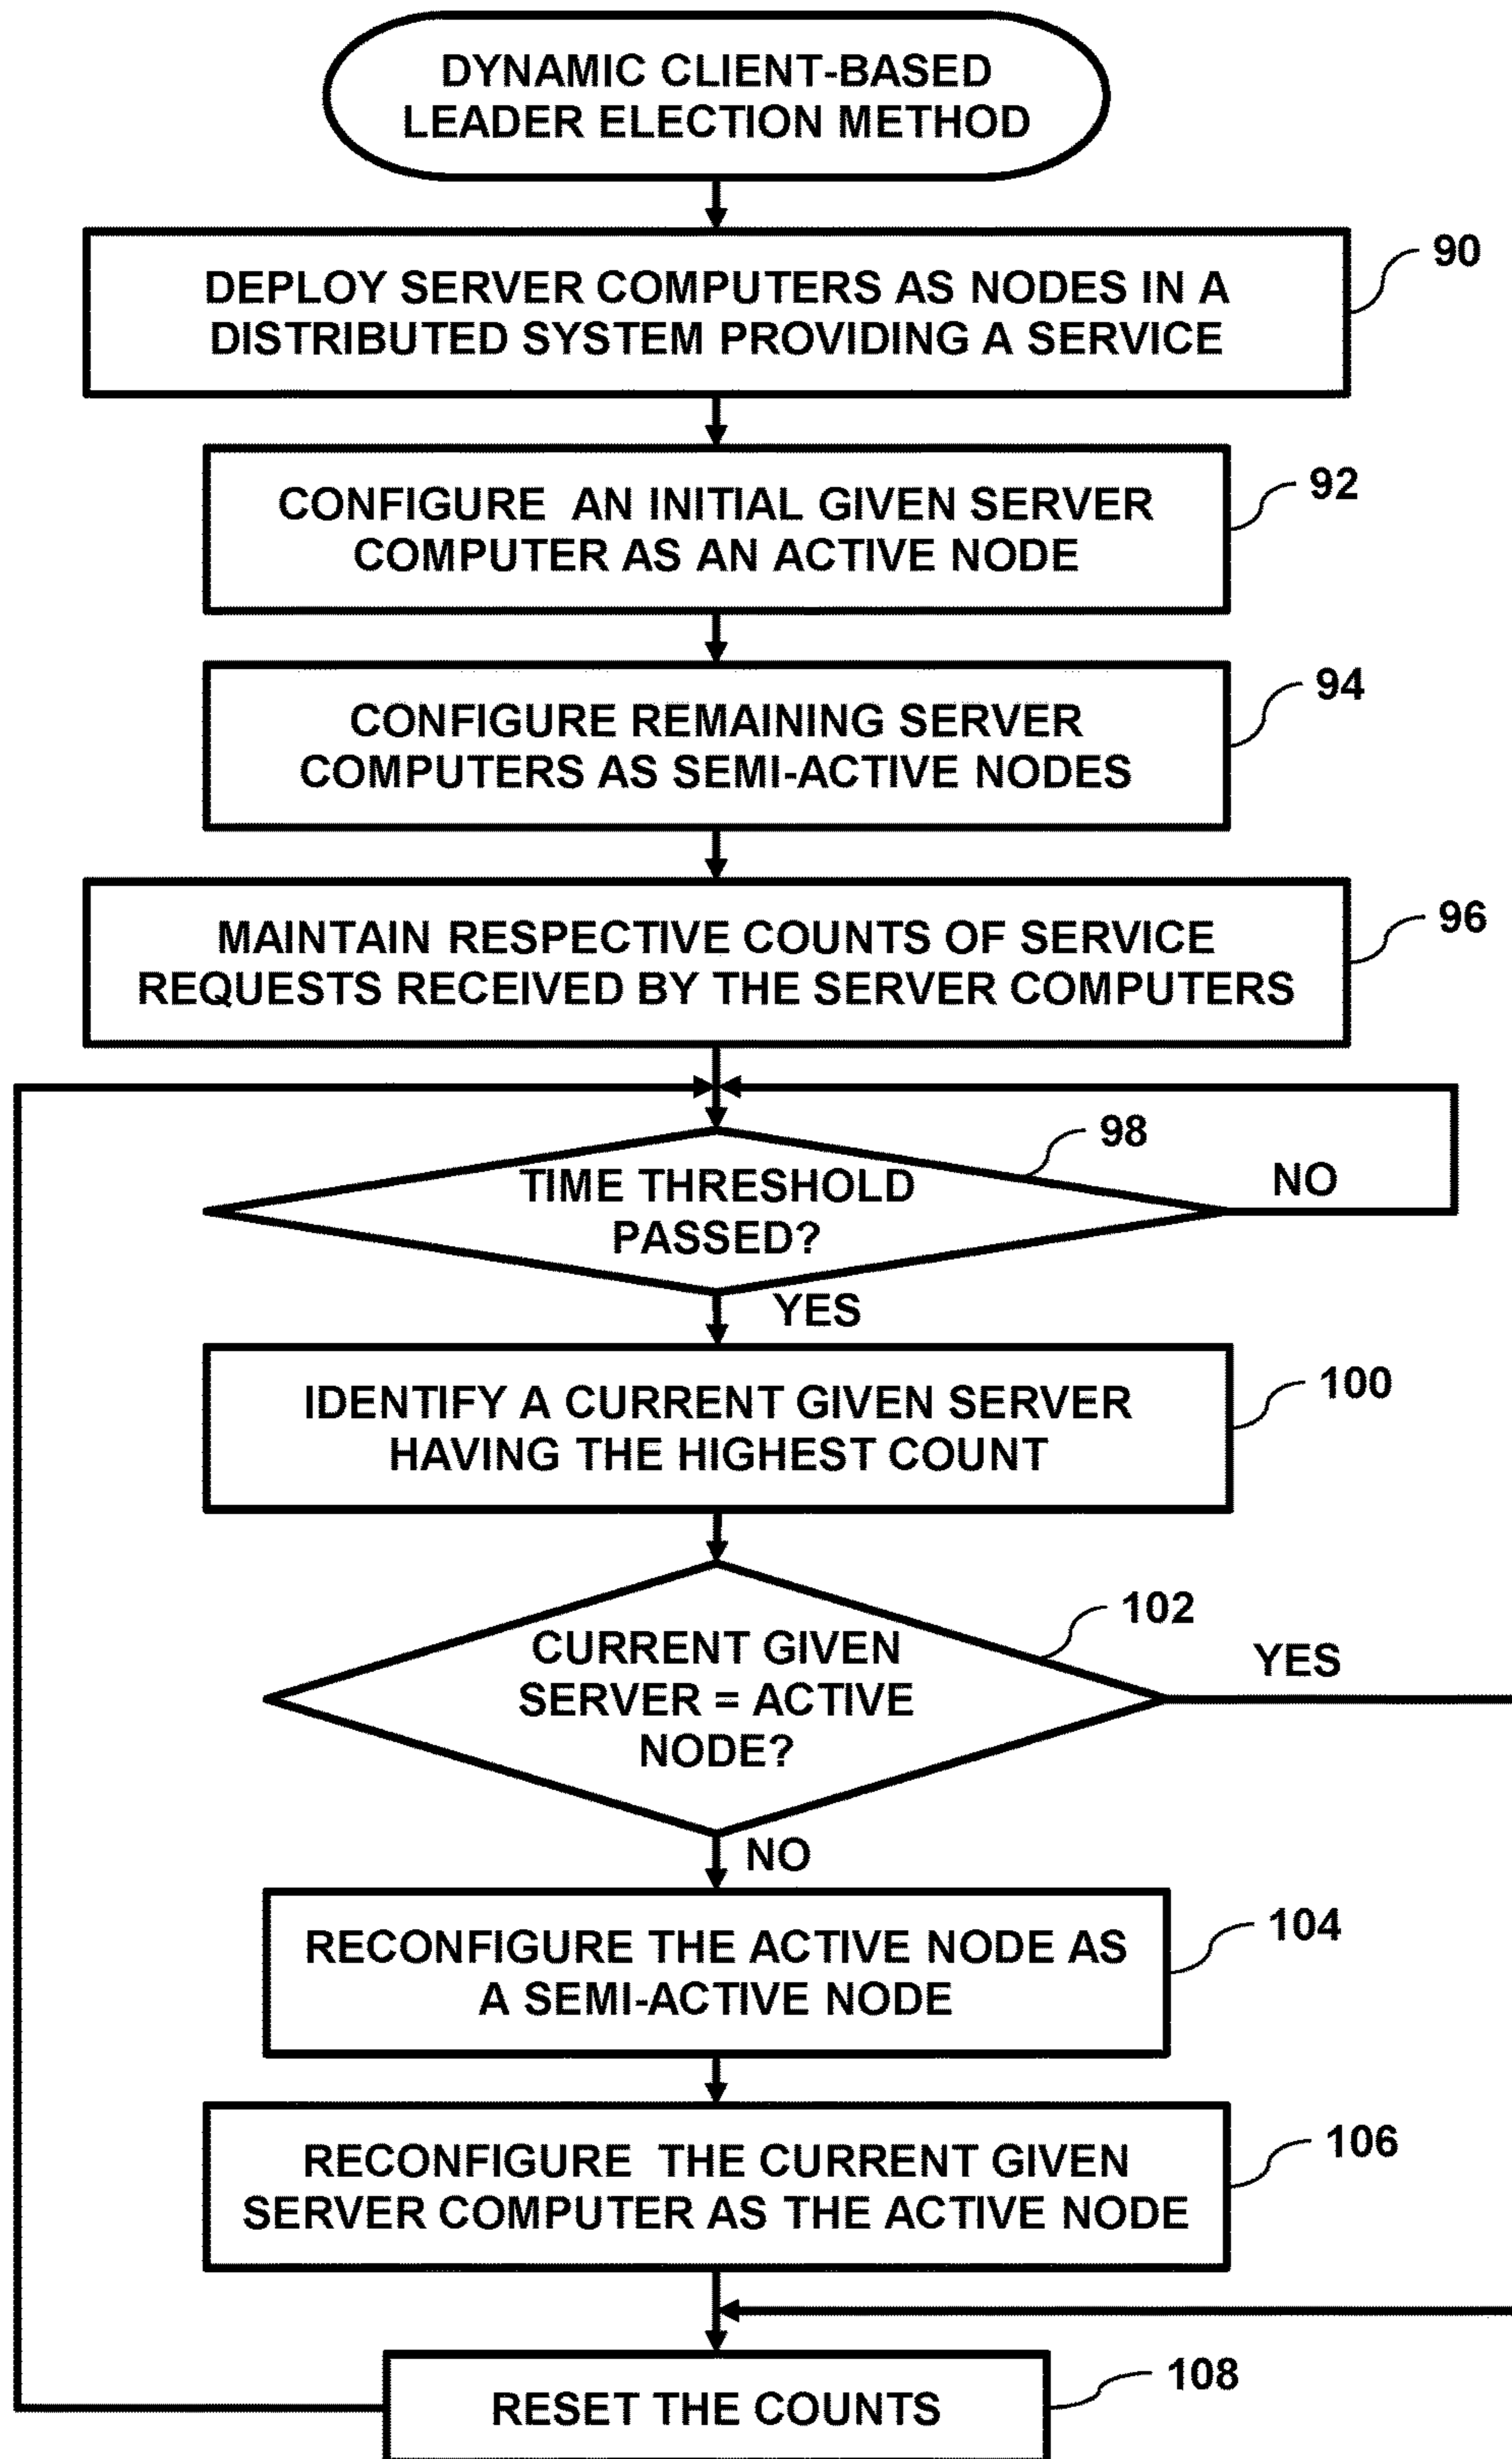 DYNAMIC CLIENT-BASED
LEADER ELECTION METHOD
90
DEPLOY SERVER COMPUTERS AS NODES IN A
DISTRIBUTED SYSTEM PROVIDING A SERVICE
92
CONFIGURE AN INITIAL GIVEN SERVER
COMPUTER AS AN ACTIVE NODE
94
CONFIGURE REMAINING SERVER
COMPUTERS AS SEMI-ACTIVE NODES
96
MAINTAIN RESPECTIVE COUNTS OF SERVICE
REQUESTS RECEIVED BY THE SERVER COMPUTERS
98
TIME THRESHOLD
PASSED?
NO
YES
100
IDENTIFY A CURRENT GIVEN SERVER
HAVING THE HIGHEST COUNT
102
CURRENT GIVEN
SERVER = ACTIVE
NODE?
YES
NO
104
RECONFIGURE THE ACTIVE NODE AS
A SEMI-ACTIVE NODE
106
RECONFIGURE THE CURRENT GIVEN
SERVER COMPUTER AS THE ACTIVE NODE
108
RESET THE COUNTS